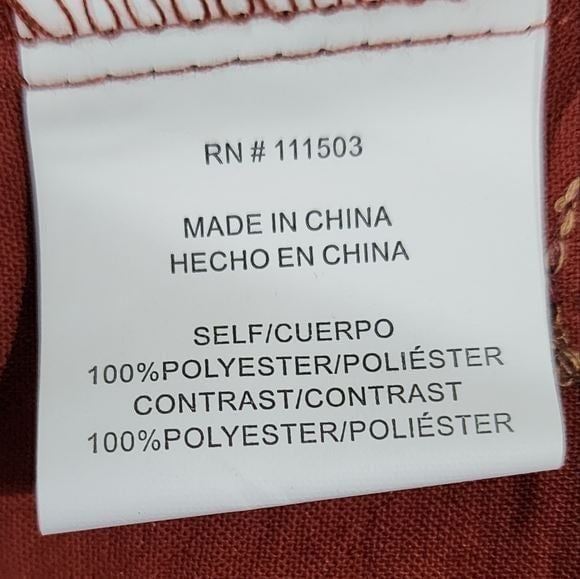 RN # 111503
MADE IN CHINA
HECHO EN CHINA
SELF/CUERPO
100%POLYESTER/POLIÉSTER
CONTRAST/CONTRAST
100%POLYESTER/POLIÉSTER